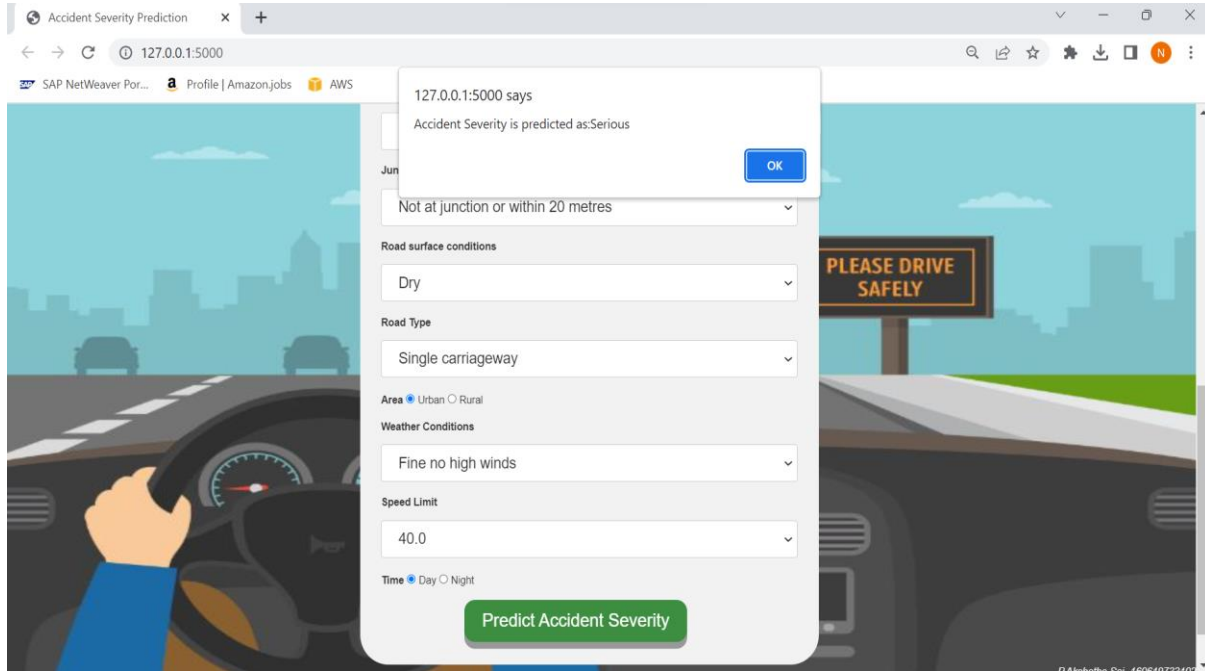 Accident Severity Prediction
127.0.0.1:5000
SAP NetWeaver Por...
Profile | Amazon.jobs
AWS
N
127.0.0.1:5000 says
Accident Severity is predicted as:Serious
OK
Jun
Not at junction or within 20 metres
Road surface conditions
Dry
Road Type
Single carriageway
Area Urban Rural
Weather Conditions
Fine no high winds
Speed Limit
40.0
Time Day Night
Predict Accident Severity
PLEASE DRIVE
SAFELY